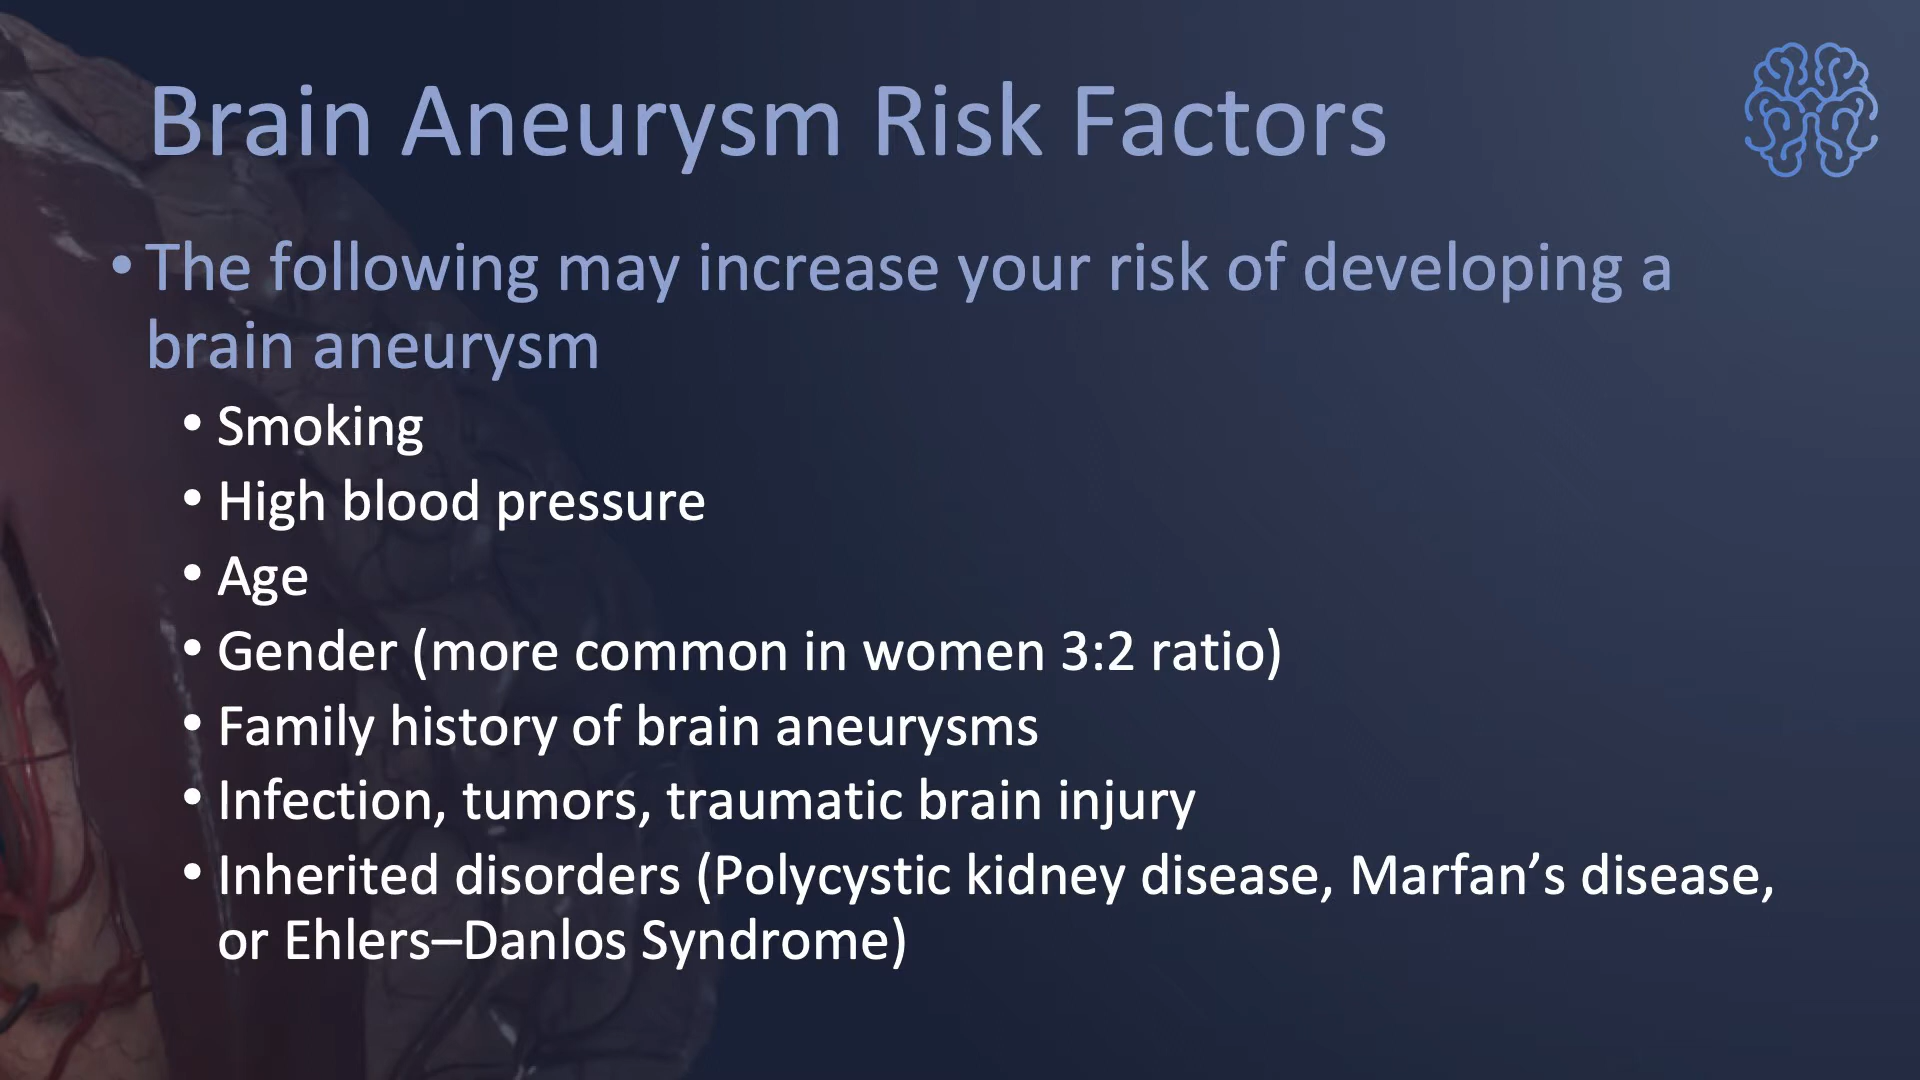 Brain Aneurysm Risk Factors
• The following may increase your risk of developing a
brain aneurysm
• Smoking
• High blood pressure
• Age
• Gender (more common in women 3:2 ratio)
• Family history of brain aneurysms
• Infection, tumors, traumatic brain injury
• Inherited disorders (Polycystic kidney disease, Marfan’s disease,
or Ehlers–Danlos Syndrome)